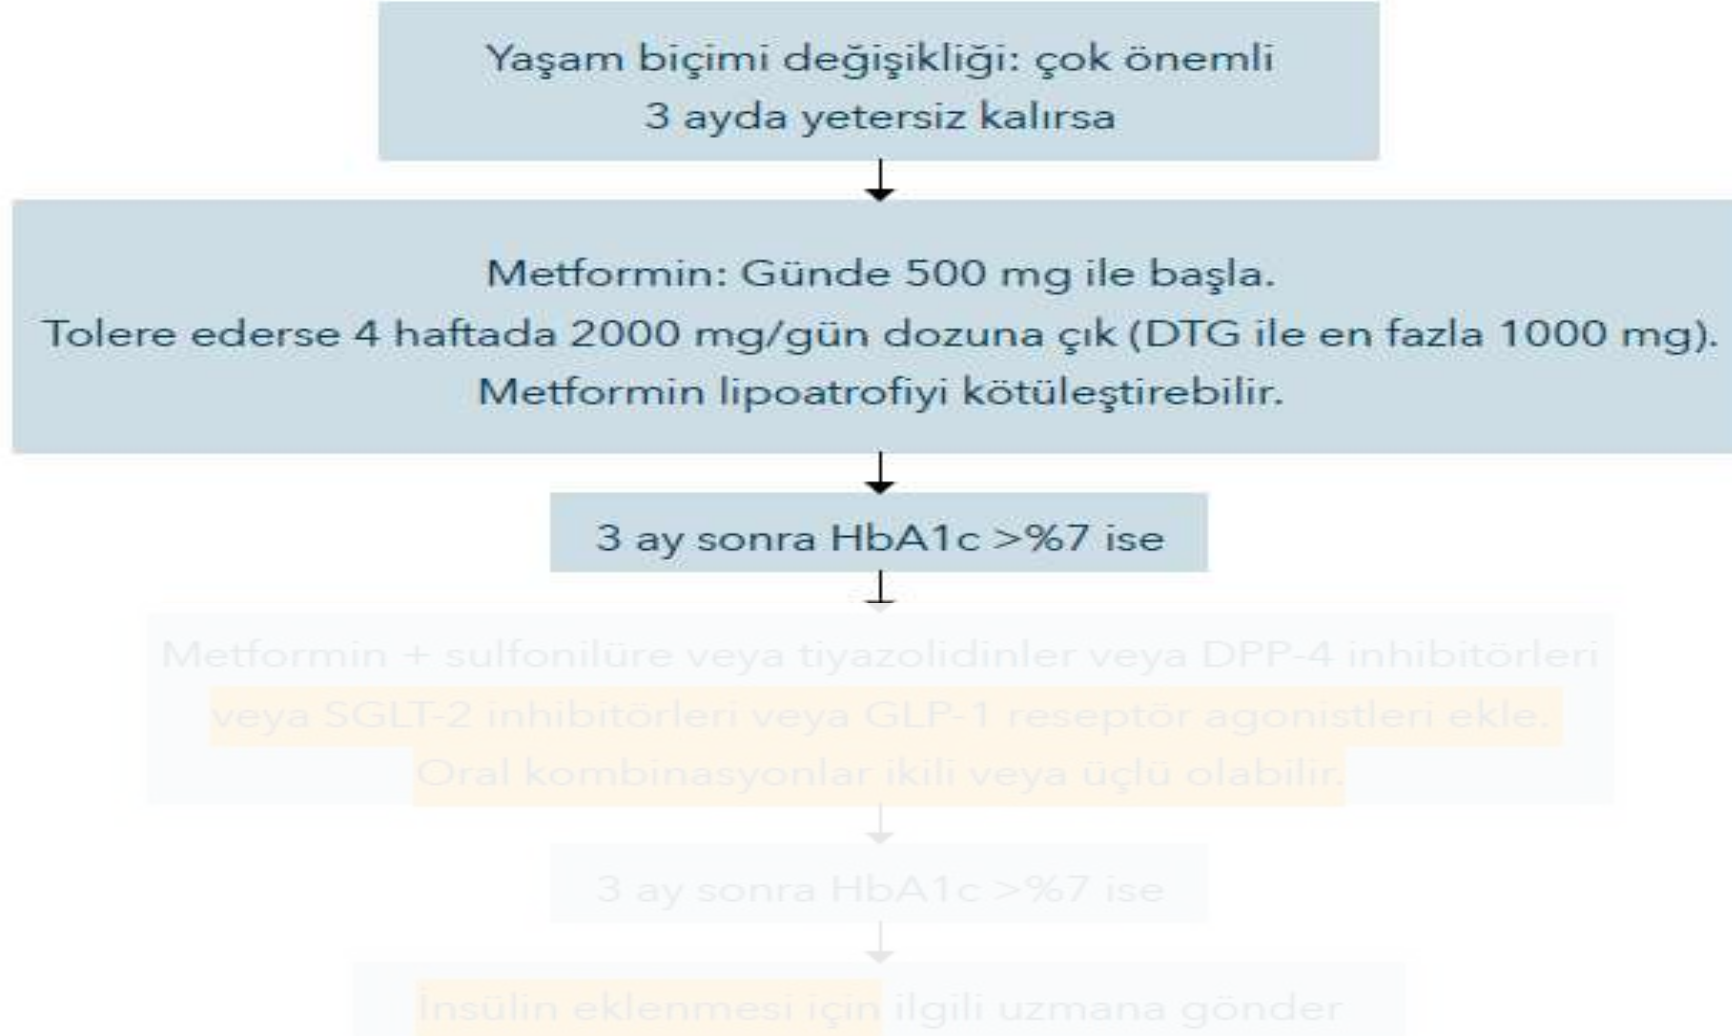 Yaşam biçimi değişikliği: çok önemli
3 ayda yetersiz kalırsa
Metformin: Günde 500 mg ile başla.
Tolere ederse 4 haftada 2000 mg/gün dozuna çık (DTG ile en fazla 1000 mg).
Metformin lipoatrofiyi kötüleştirebilir.
3 ay sonra HbA1c >%7 ise
Metformin + sulfonilüre veya tiyazolidinler veya DPP-4 inhibitörleri
veya SGLT-2 inhibitörleri veya GLP-1 reseptör agonistleri ekle.
Oral kombinasyonlar ikili veya üçlü olabilir.
3 ay sonra HbA1c >%7 ise
İnsülin eklenmesi için ilgili uzmana gönder